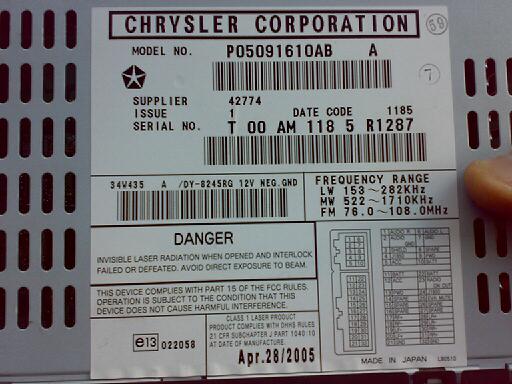 CHRYSLER CORPORATION
59
MODEL NO. P05091610AB A
7
SUPPLIER 42774
ISSUE 1 DATE CODE 1185
SERIAL NO. T 00 AM 118 5 R1287
34W435 A /DY-8245RG 12V NEG.GND
FREQUENCY RANGE
LW 153~282KHz
MW 522~1710KHz
FM 76.0~108.0MHz
DANGER
INVISIBLE LASER RADIATION WHEN OPENED AND INTERLOCK
FAILED OR DEFEATED. AVOID DIRECT EXPOSURE TO BEAM.
THIS DEVICE COMPLIES WITH PART 15 OF THE FCC RULES.
OPERATION IS SUBJECT TO THE CONDITION THAT THIS
DEVICE DOES NOT CAUSE HARMFUL INTERFERENCE.
e13 022058
CLASS 1 LASER PRODUCT
PRODUCT COMPLIES WITH DHHS RULES
21 CFR SUBCHAPTER J PART 1040:10
AT DATE OF MANUFACTURE.
Apr.28/2005
MADE IN JAPAN